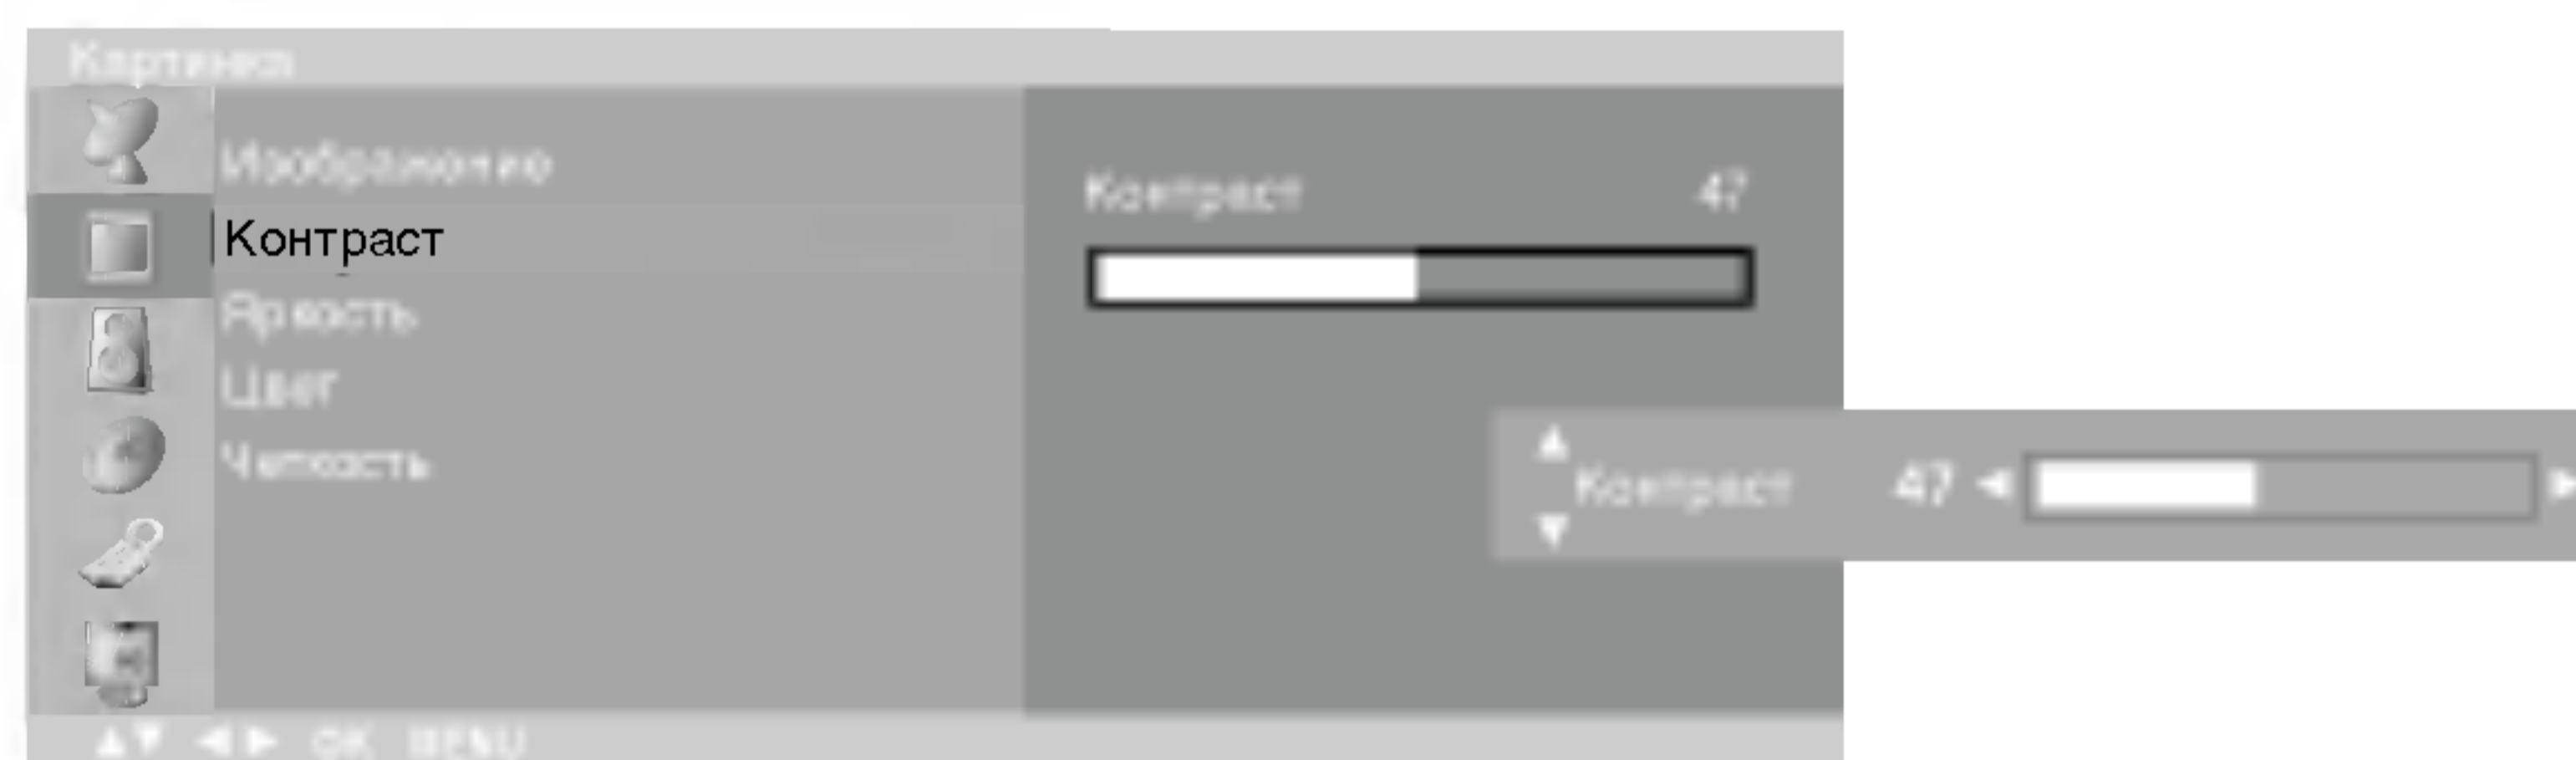 Картинка
Изображение
Контраст
Яркость
Цвет
Четкость
Контраст 47
Контраст 47
OK MENU